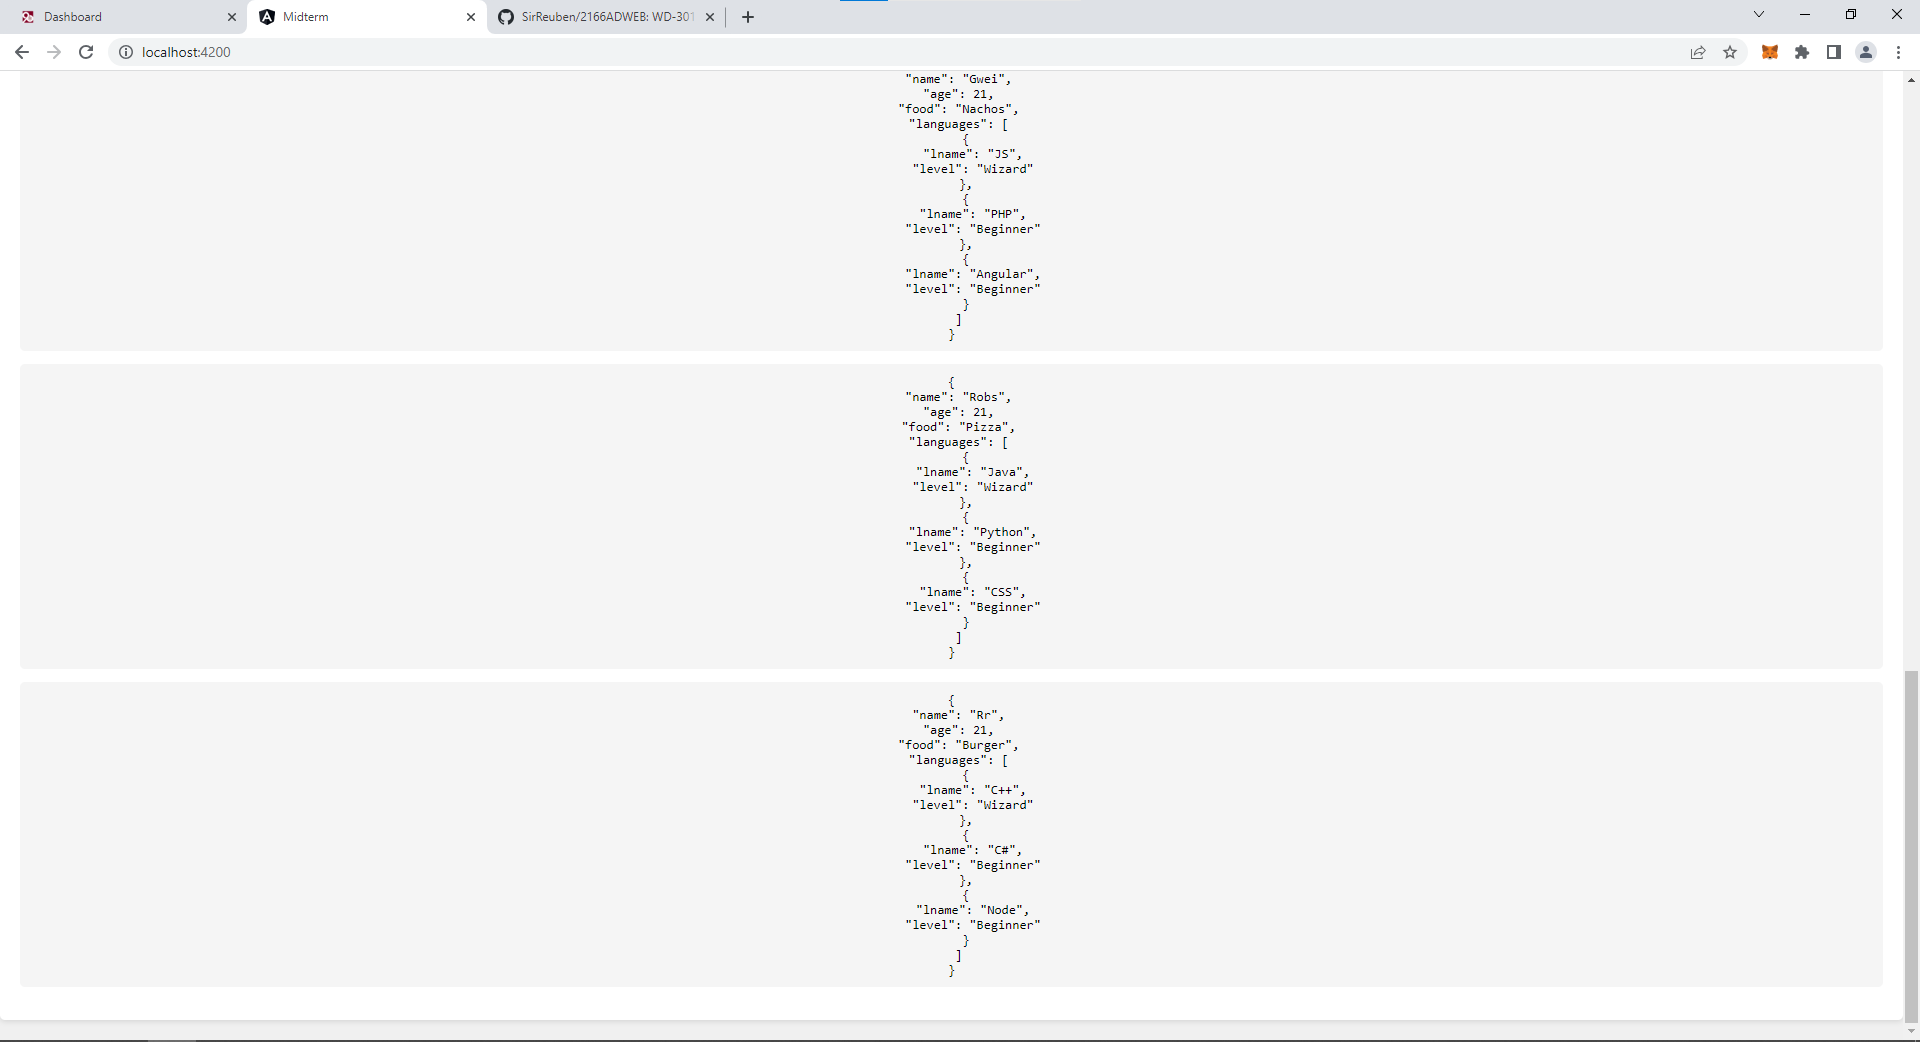 Dashboard
Midterm
SirReuben/2166ADWEB: WD-301
localhost:4200
"name": "Gwei",
"age": 21,
"food": "Nachos",
"languages": [
{
"lname": "JS",
"level": "Wizard"
},
{
"lname": "PHP",
"level": "Beginner"
},
{
"lname": "Angular",
"level": "Beginner"
}
]
}
{
"name": "Robs",
"age": 21,
"food": "Pizza",
"languages": [
{
"lname": "Java",
"level": "Wizard"
},
{
"lname": "Python",
"level": "Beginner"
},
{
"lname": "CSS",
"level": "Beginner"
}
]
}
{
"name": "Rr",
"age": 21,
"food": "Burger",
"languages": [
{
"lname": "C++",
"level": "Wizard"
},
{
"lname": "C#",
"level": "Beginner"
},
{
"lname": "Node",
"level": "Beginner"
}
]
}